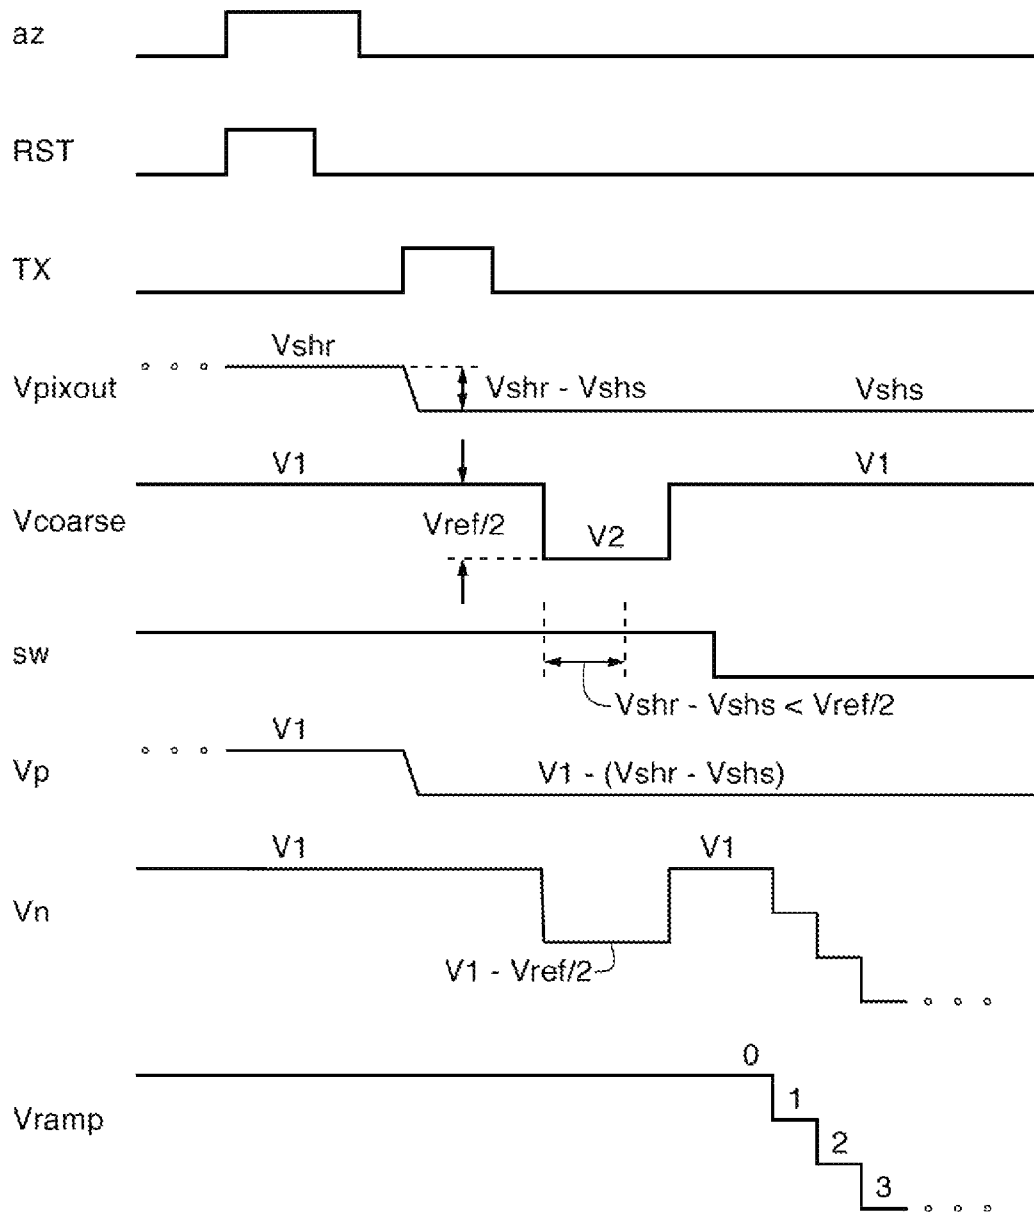 az
RST
TX
Vshr
Vpixout
Vshr - Vshs
Vshs
V1
V1
Vcoarse
Vref/2
V2
sw
Vshr - Vshs < Vref/2
V1
Vp
V1 - (Vshr - Vshs)
V1
V1
Vn
V1 - Vref/2
0
Vramp
1
2
3